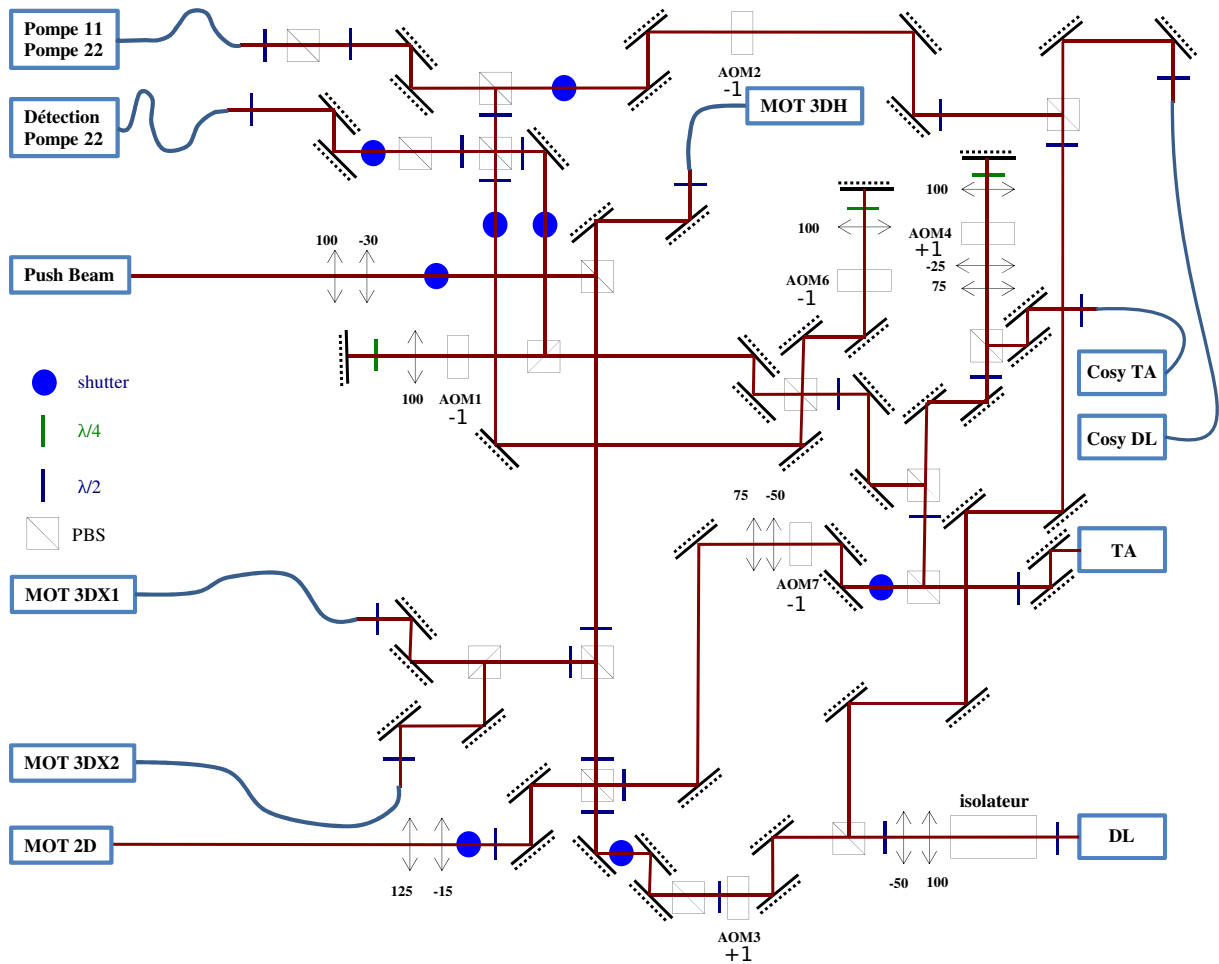 Pompe 11
Pompe 22
AOM2
-1
MOT 3DH
Détection
Pompe 22
100
100
AOM4
+1
-25
75
Push Beam
100
-30
AOM6
-1
Cosy TA
shutter
100
AOM1
-1
Cosy DL
λ/4
λ/2
75
-50
PBS
TA
MOT 3DX1
AOM7
-1
MOT 3DX2
isolateur
MOT 2D
DL
125
-15
-50
100
AOM3
+1